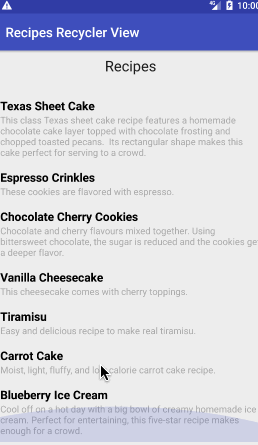 10:00
Recipes Recycler View
Recipes
Texas Sheet Cake
This class Texas sheet cake recipe features a homemade
chocolate cake layer topped with chocolate frosting and
chopped toasted pecans. Its rectangular shape makes this
cake perfect for serving to a crowd.
Espresso Crinkles
These cookies are flavored with espresso.
Chocolate Cherry Cookies
Chocolate and cherry flavours mixed together. Using
bittersweet chocolate, the sugar is reduced and the cookies ge
a deeper flavor.
Vanilla Cheesecake
This cheesecake comes with cherry toppings.
Tiramisu
Easy and delicious recipe to make real tiramisu.
Carrot Cake
Moist, light, fluffy, and calorie carrot cake recipe.
Blueberry Ice Cream
Cool off on a hot day with a big bowl of creamy homemade ice
cream. Perfect for entertaining, this five-star recipe makes
enough for a crowd.